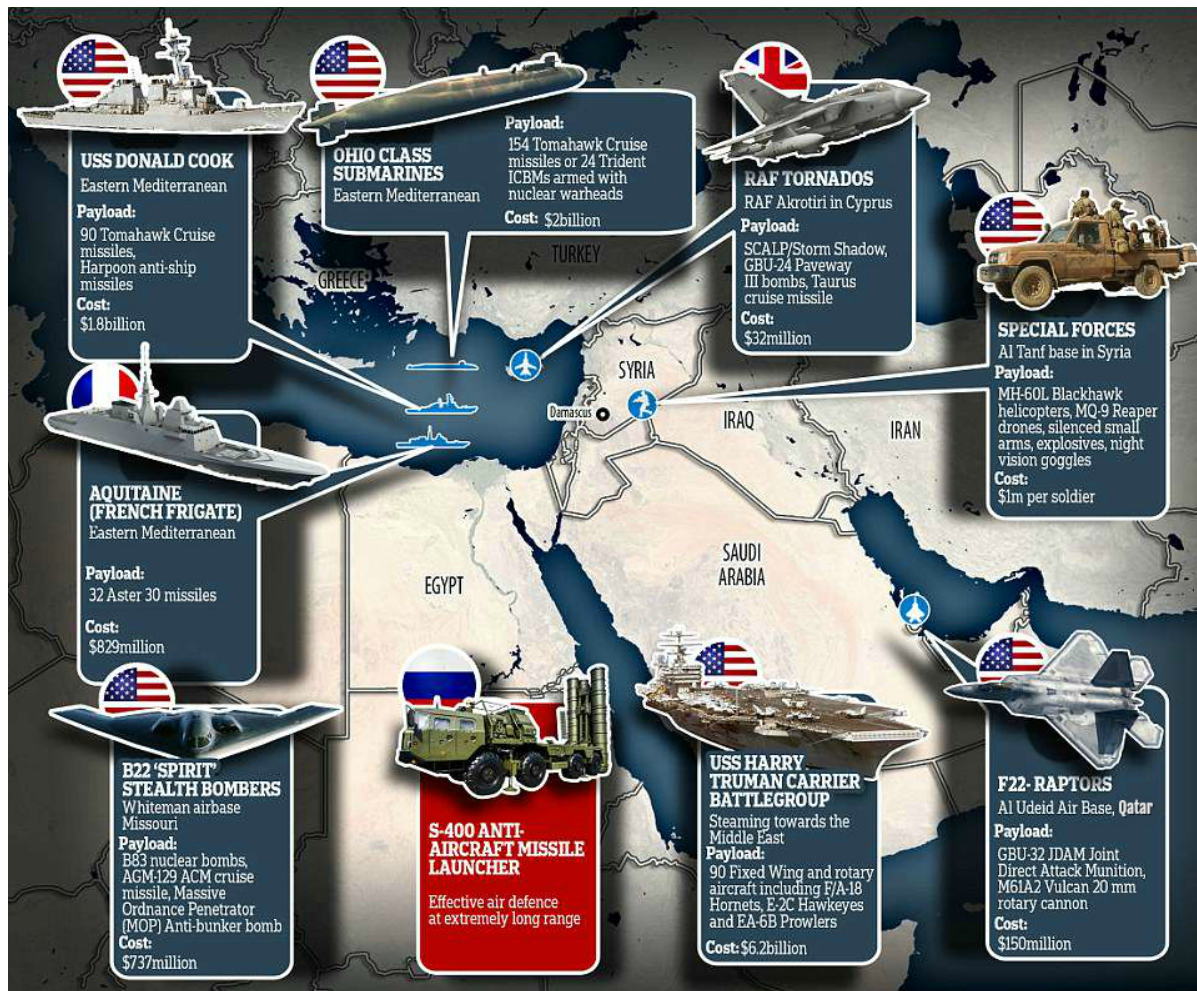 USS DONALD COOK
Eastern Mediterranean
Payload:
90 Tomahawk Cruise
missiles,
Harpoon anti-ship
missiles
Cost:
$1.8billion
OHIO CLASS
SUBMARINES
Eastern Mediterranean
Payload:
154 Tomahawk Cruise
missiles or 24 Trident
ICBMs armed with
nuclear warheads
Cost: $2billion
RAF TORNADOS
RAF Akrotiri in Cyprus
Payload:
SCALP/Storm Shadow,
GBU-24 Paveway
III bombs, Taurus
cruise missile
Cost:
$32million
SPECIAL FORCES
Al Tanf base in Syria
Payload:
MH-60L Blackhawk
helicopters, MQ-9 Reaper
drones, silenced small
arms, explosives, night
vision goggles
Cost:
$1m per soldier
GREECE
TURKEY
SYRIA
Damascus
IRAQ
IRAN
EGYPT
SAUDI
ARABIA
AQUITAINE
(FRENCH FRIGATE)
Eastern Mediterranean
Payload:
32 Aster 30 missiles
Cost:
$829million
B22 'SPIRIT'
STEALTH BOMBERS
Whiteman airbase
Missouri
Payload:
B83 nuclear bombs,
AGM-129 ACM cruise
missile, Massive
Ordnance Penetrator
(MOP) Anti-bunker bomb
Cost:
$737million
S-400 ANTI-
AIRCRAFT MISSILE
LAUNCHER
Effective air defence
at extremely long range
USS HARRY
TRUMAN CARRIER
BATTLEGROUP
Steaming towards the
Middle East
Payload:
90 Fixed Wing and rotary
aircraft including F/A-18
Hornets, E-2C Hawkeyes
and EA-6B Prowlers
Cost: $6.2billion
F22- RAPTORS
Al Udeid Air Base, Qatar
Payload:
GBU-32 JDAM Joint
Direct Attack Munition,
M61A2 Vulcan 20 mm
rotary cannon
Cost:
$150million